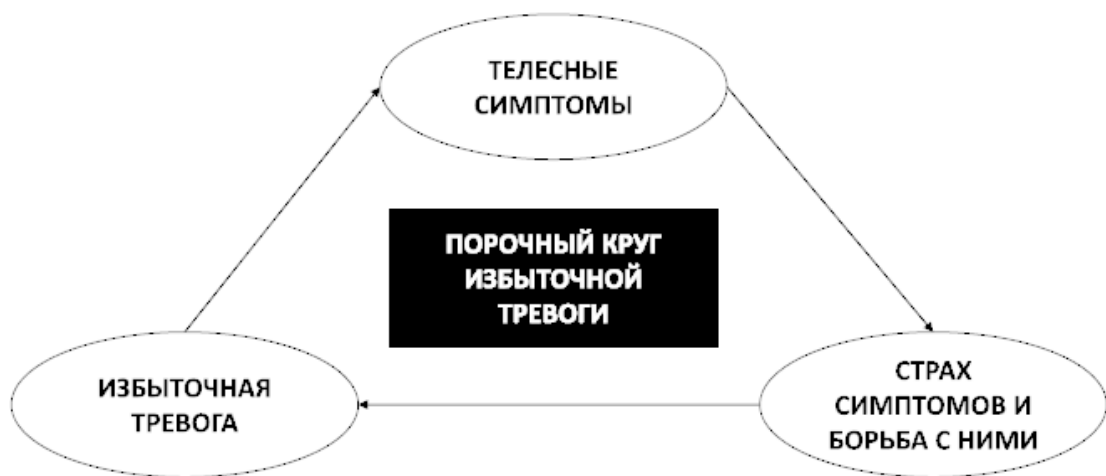 ТЕЛЕСНЫЕ
СИМПТОМЫ
ПОРОЧНЫЙ КРУГ
ИЗБЫТОЧНОЙ
ТРЕВОГИ
ИЗБЫТОЧНАЯ
ТРЕВОГА
СТРАХ
СИМПТОМОВ И
БОРЬБА С НИМИ